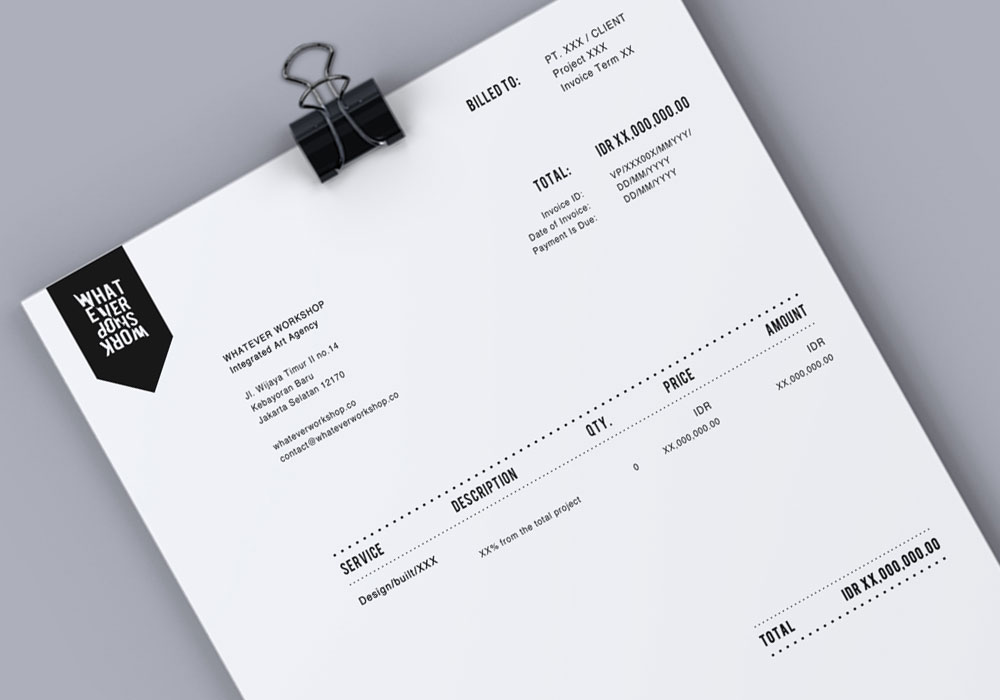 WHAT
EVER
SHOP
WORK
BILLED TO:
PT. XXX / CLIENT
Project XXX
Invoice Term XX
TOTAL: IDR XX,000,000.00
Invoice ID: VP/XXX00X/MMYYY/
Date of Invoice: DD/MM/YYYY
Payment Is Due: DD/MM/YYYY
WHATEVER WORKSHOP
Integrated Art Agency
Jl. Wijaya Timur II no.14
Kebayoran Baru
Jakarta Selatan 12170
whateverworkshop.co
contact@whateverworkshop.co
SERVICE DESCRIPTION QTY. PRICE AMOUNT
Design/built/XXX XX% from the total project 0 IDR IDR
XX.000,000.00 XX.000,000.00
TOTAL IDR XX,000,000.00